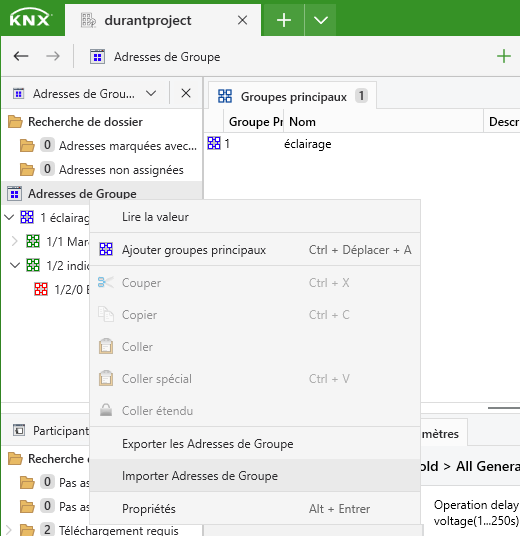 KNX
durantproject
Adresses de Groupe
Adresses de Grou...
Groupes principaux 1
Recherche de dossier
Groupe Pr Nom Descr
0 Adresses marquées avec...
1 éclairage
0 Adresses non assignées
Adresses de Groupe
1 éclairag
Lire la valeur
1/1 Mar
Ajouter groupes principaux Ctrl + Déplacer + A
1/2 indic
Couper Ctrl + X
1/2/0 E
Copier Ctrl + C
Coller
Coller spécial Ctrl + V
Coller étendu
Participant
mètres
Exporter les Adresses de Groupe
Recherche
old > All Genera
Importer Adresses de Groupe
0 Pas as
0 Pas as
Propriétés Alt + Entrer
Operation delay
voltage(1...250s)
2 Téléchargement requis